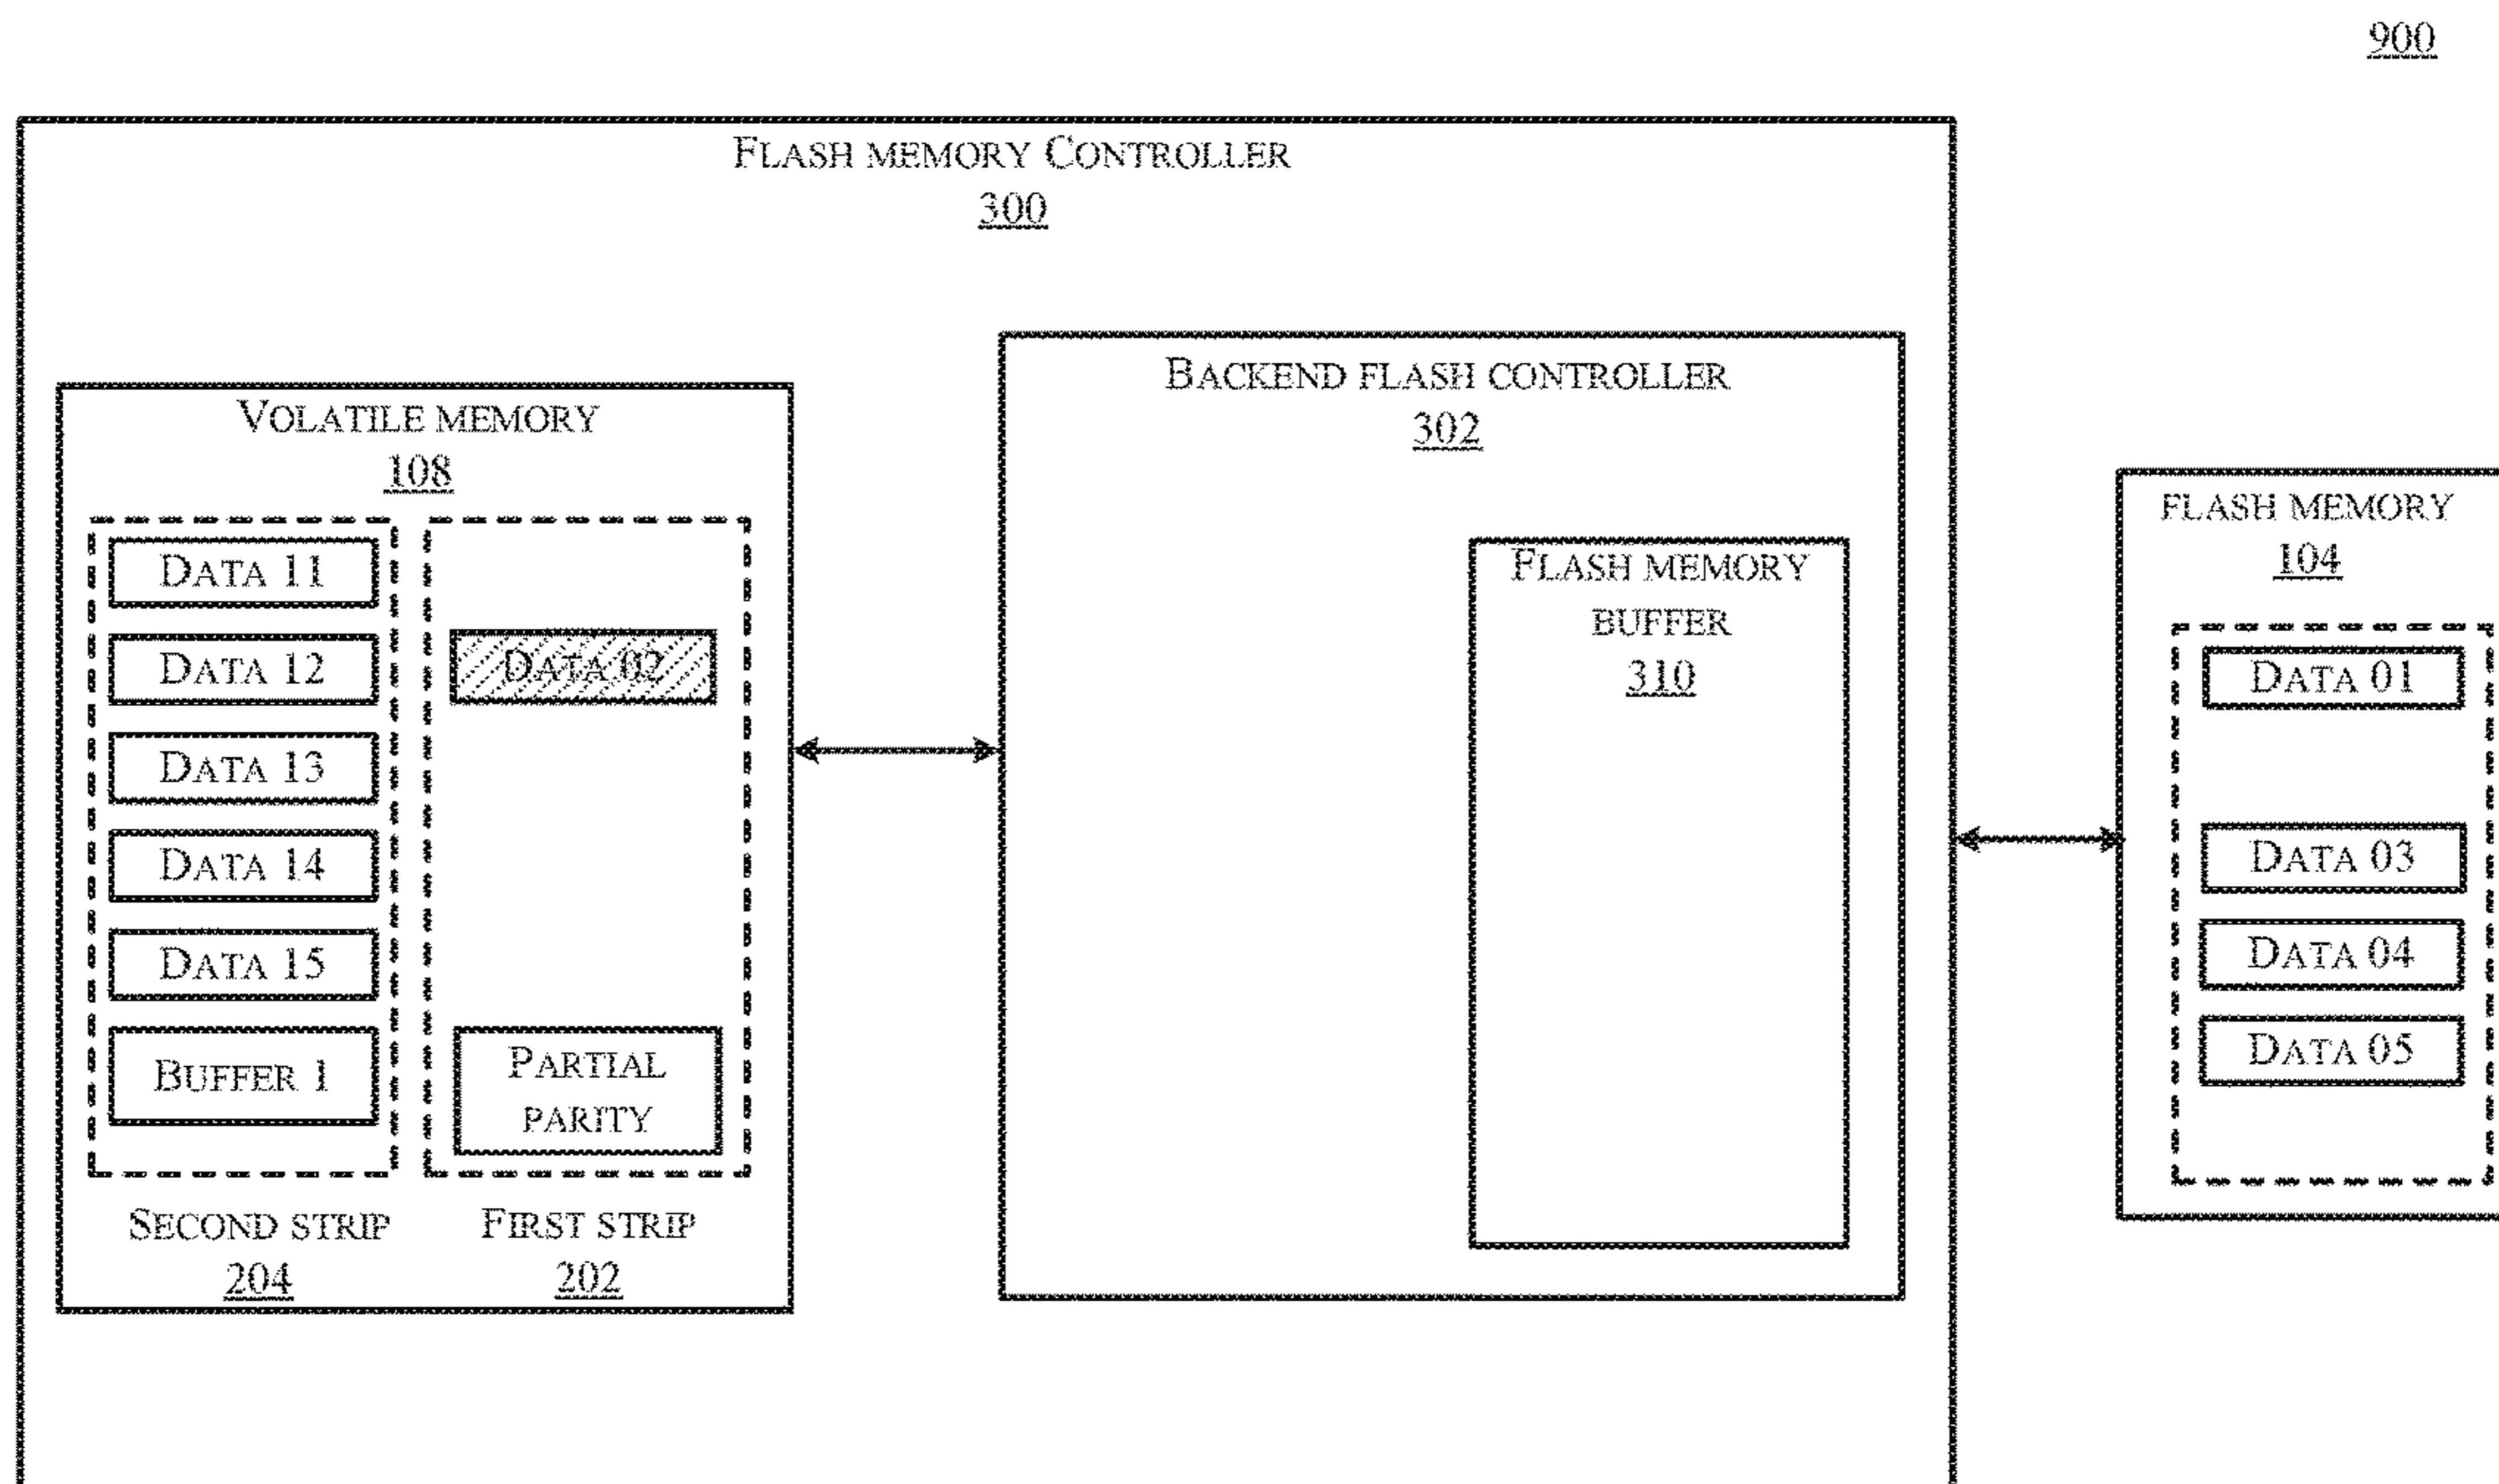 900
FLASH MEMORY CONTROLLER
300
VOLATILE MEMORY
108
DATA 11
DATA 12
DATA 13
DATA 14
DATA 15
BUFFER 1
SECOND STRIP
204
DATA 02
PARTIAL
PARITY
FIRST STRIP
202
BACKEND FLASH CONTROLLER
302
FLASH MEMORY
BUFFER
310
FLASH MEMORY
104
DATA 01
DATA 03
DATA 04
DATA 05